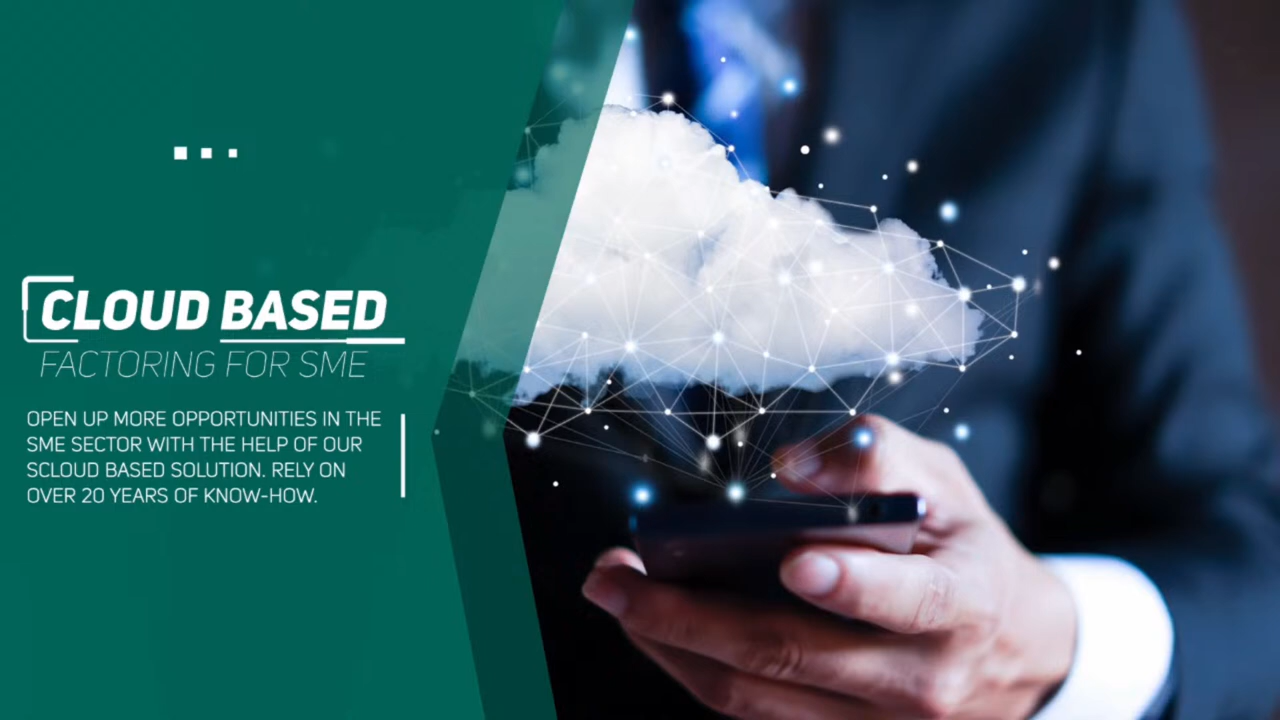 CLOUD BASED
FACTORING FOR SME
OPEN UP MORE OPPORTUNITIES IN THE
SME SECTOR WITH THE HELP OF OUR
SCLOUD BASED SOLUTION. RELY ON
OVER 20 YEARS OF KNOW-HOW.